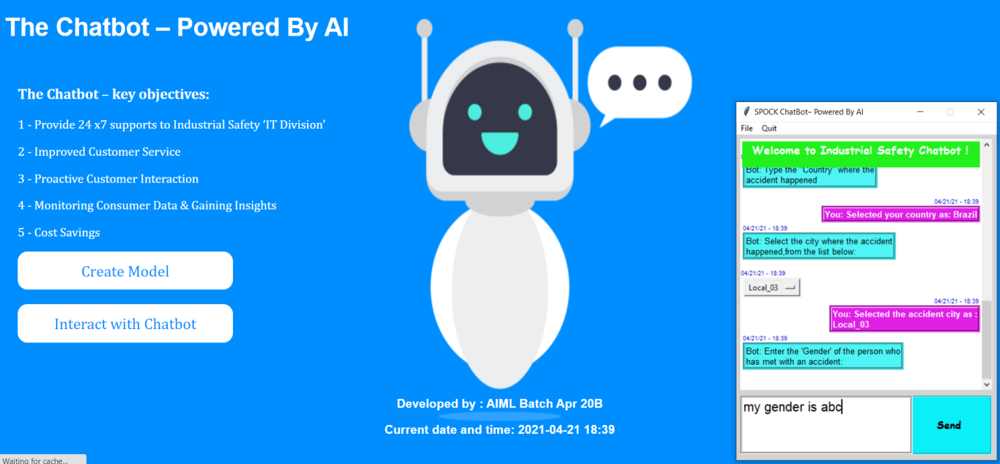 The Chatbot – Powered By AI
The Chatbot – key objectives:
1 - Provide 24 x7 supports to Industrial Safety ‘IT Division’
2 - Improved Customer Service
3 - Proactive Customer Interaction
4 - Monitoring Consumer Data & Gaining Insights
5 - Cost Savings
Create Model
Interact with Chatbot
Developed by : AIML Batch Apr 20B
Current date and time: 2021-04-21 18:39
Waiting for cache...
SPOCK ChatBot– Powered By AI
File Quit
Welcome to Industrial Safety Chatbot !
Bot: Type the "Country" where the
accident happened
04/21/21 - 18:39
You: Selected your country as: Brazil
04/21/21 - 18:39
Bot: Select the city where the accident
happened,from the list below:
04/21/21 - 18:39
Local_03
04/21/21 - 18:39
You: Selected the accident city as :
Local_03
04/21/21 - 18:39
Bot: Enter the 'Gender' of the person who
has met with an accident:
my gender is abc
Send